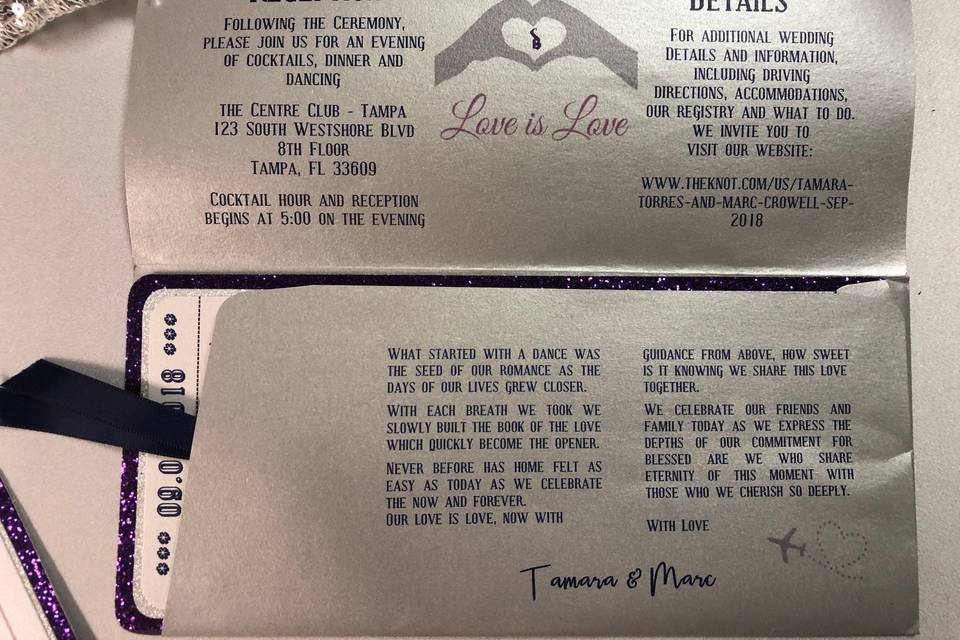 FOLLOWING THE CEREMONY,
PLEASE JOIN US FOR AN EVENING
OF COCKTAILS, DINNER AND
DANCING
THE CENTRE CLUB - TAMPA
123 SOUTH WESTSHORE BLVD
8TH FLOOR
TAMPA, FL 33609
COCKTAIL HOUR AND RECEPTION
BEGINS AT 5:00 ON THE EVENING
Love is Love
DETAILS
FOR ADDITIONAL WEDDING
DETAILS AND INFORMATION,
INCLUDING DRIVING
DIRECTIONS, ACCOMMODATIONS,
OUR REGISTRY AND WHAT TO DO.
WE INVITE YOU TO
VISIT OUR WEBSITE:
WWW.THEKNOT.COM/US/TAMARA-
TORRES-AND-MARC-CROWELL-SEP-
2018
WHAT STARTED WITH A DANCE WAS
THE SEED OF OUR ROMANCE AS THE
DAYS OF OUR LIVES GREW CLOSER.
WITH EACH BREATH WE TOOK WE
SLOWLY BUILT THE BOOK OF THE LOVE
WHICH QUICKLY BECOME THE OPENER.
NEVER BEFORE HAS HOME FELT AS
EASY AS TODAY AS WE CELEBRATE
THE NOW AND FOREVER.
OUR LOVE IS LOVE, NOW WITH
GUIDANCE FROM ABOVE, HOW SWEET
IS IT KNOWING WE SHARE THIS LOVE
TOGETHER.
WE CELEBRATE OUR FRIENDS AND
FAMILY TODAY AS WE EXPRESS THE
DEPTHS OF OUR COMMITMENT FOR
BLESSED ARE WE WHO SHARE
ETERNITY OF THIS MOMENT WITH
THOSE WHO WE CHERISH SO DEEPLY.
WITH LOVE
Tamara & Marc